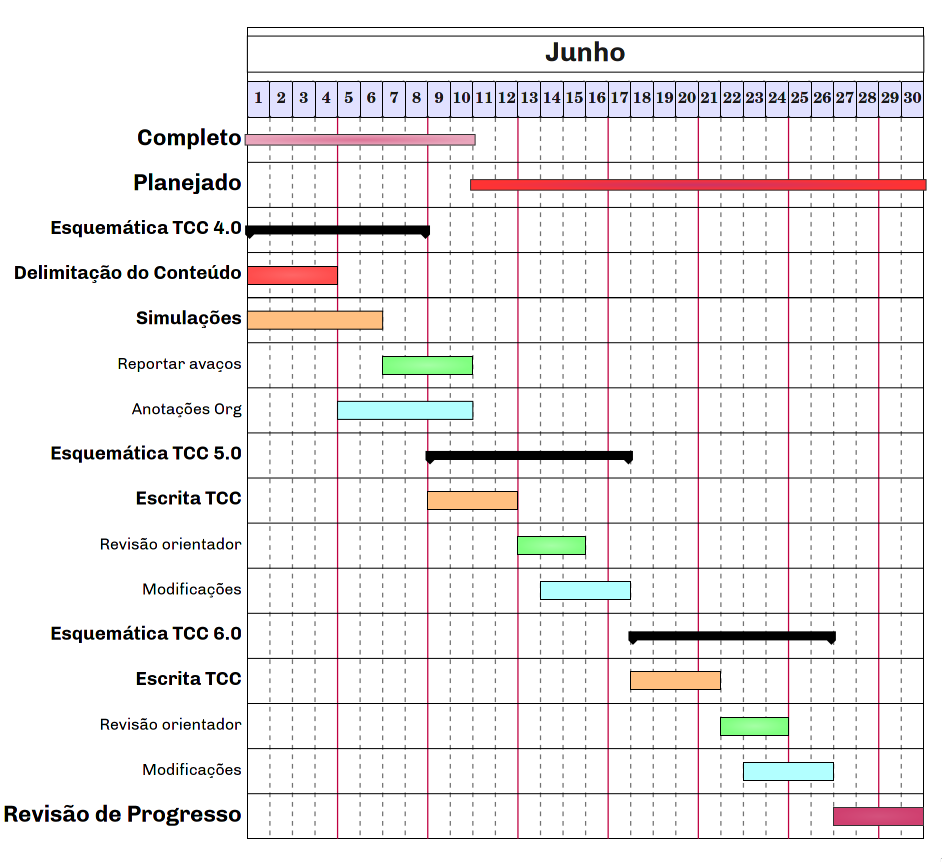 Junho
1 2 3 4 5 6 7 8 9 10 11 12 13 14 15 16 17 18 19 20 21 22 23 24 25 26 27 28 29 30
Completo
Planejado
Esquemática TCC 4.0
Delimitação do Conteúdo
Simulações
Reportar avaços
Anotações Org
Esquemática TCC 5.0
Escrita TCC
Revisão orientador
Modificações
Esquemática TCC 6.0
Escrita TCC
Revisão orientador
Modificações
Revisão de Progresso